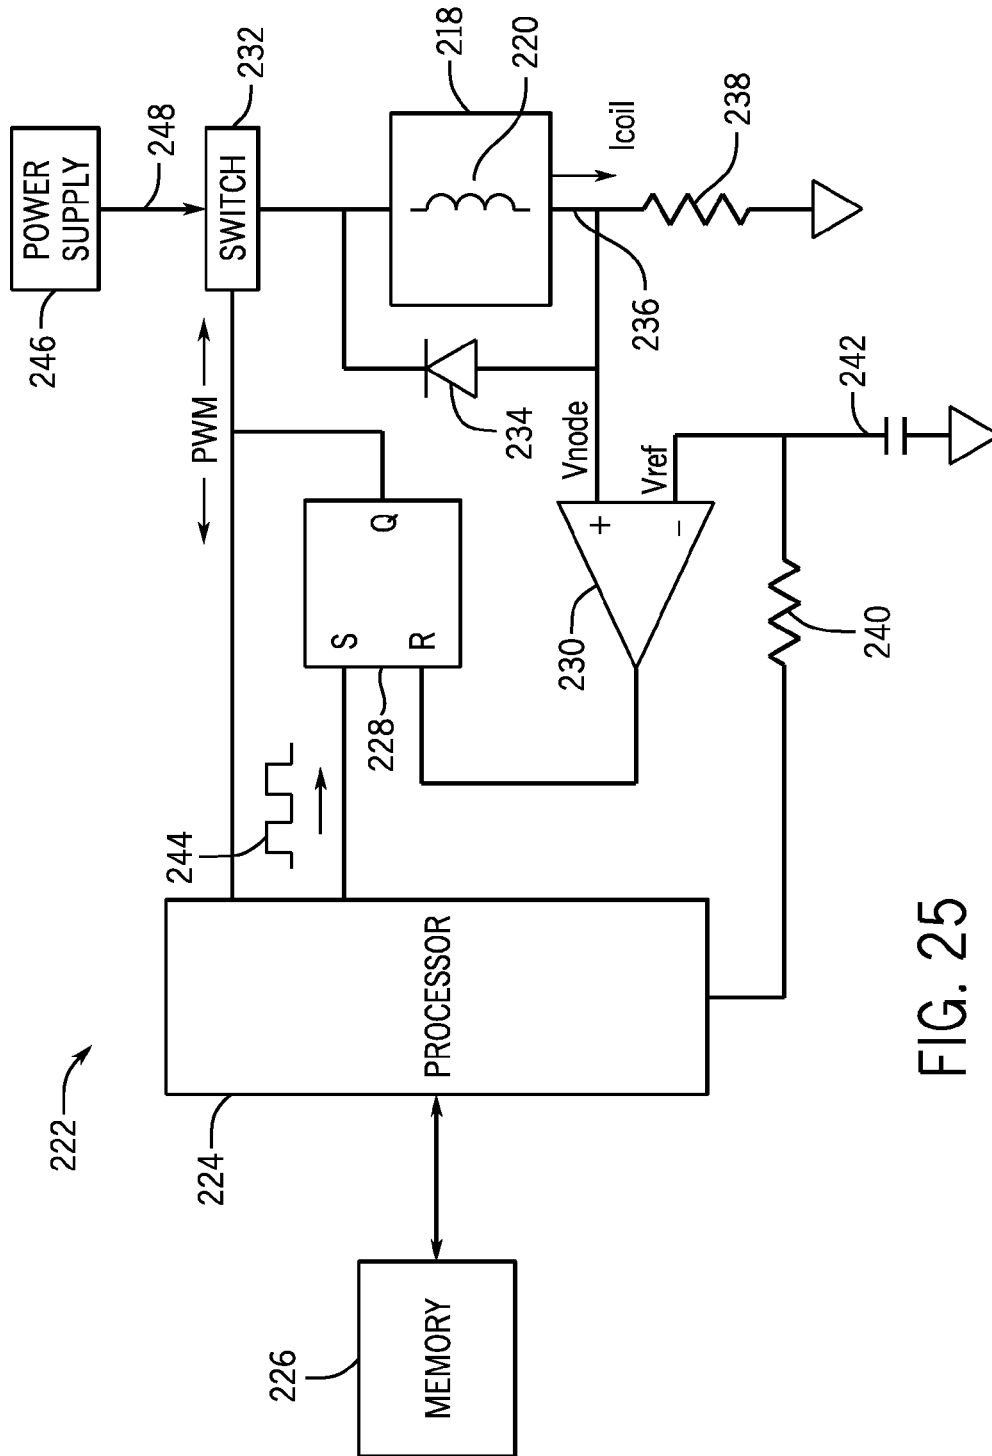 222
226
MEMORY
224
PROCESSOR
244
S
R
Q
228
← PWM →
POWER
SUPPLY
246
248
SWITCH
232
218
220
234
Icoil
236
238
Vnode
Vref
+
−
230
240
242
FIG. 25